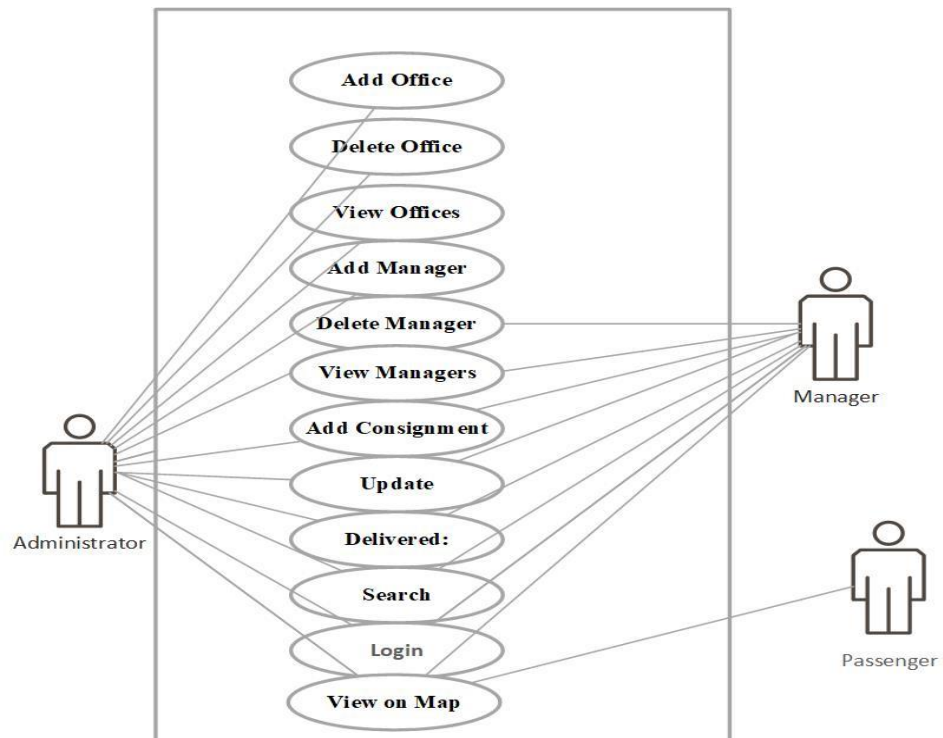 Add Office
Delete Office
View Offices
Add Manager
Delete Manager
View Managers
Manager
Add Consignment
Update
Administrator
Delivered:
Search
Login
Passenger
View on Map